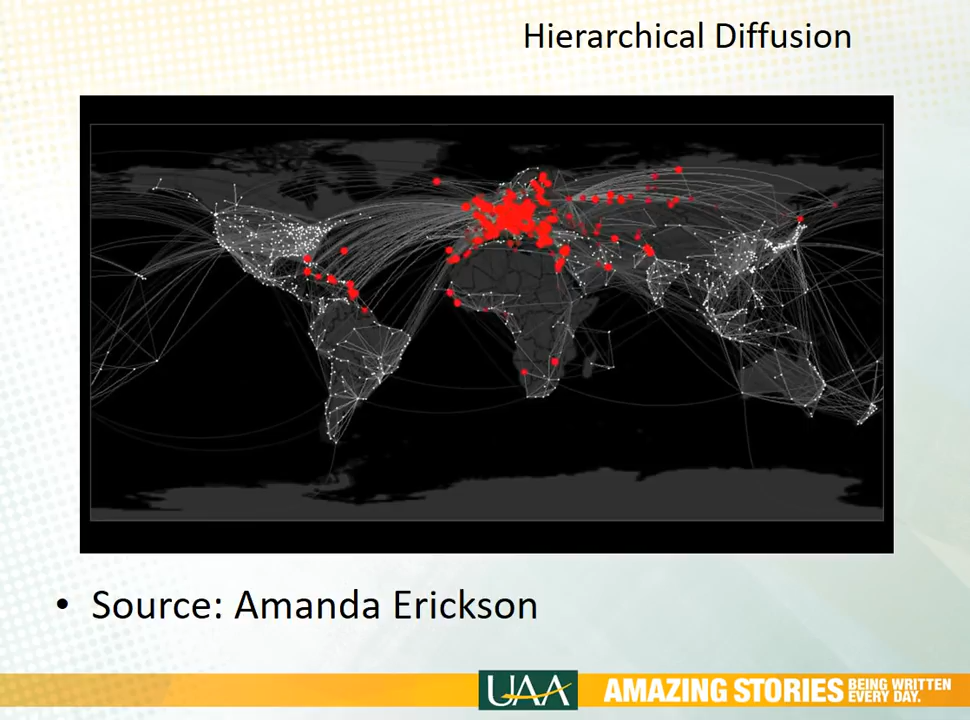 Hierarchical Diffusion
• Source: Amanda Erickson
UAA AMAZING STORIES BEING WRITTEN
EVERY DAY.